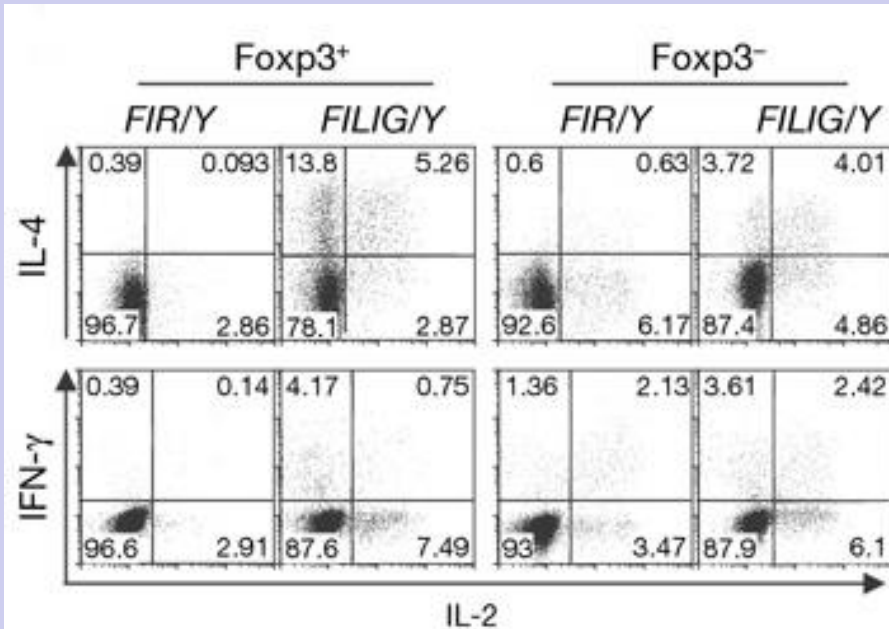 Foxp3⁺ Foxp3⁻
FIR/Y FILIG/Y FIR/Y FILIG/Y
0.39 0.093 13.8 5.26 0.6 0.63 3.72 4.01
IL-4
96.7 2.86 78.1 2.87 92.6 6.17 87.4 4.86
0.39 0.14 4.17 0.75 1.36 2.13 3.61 2.42
IFN-γ
96.6 2.91 87.6 7.49 93 3.47 87.9 6.1
IL-2